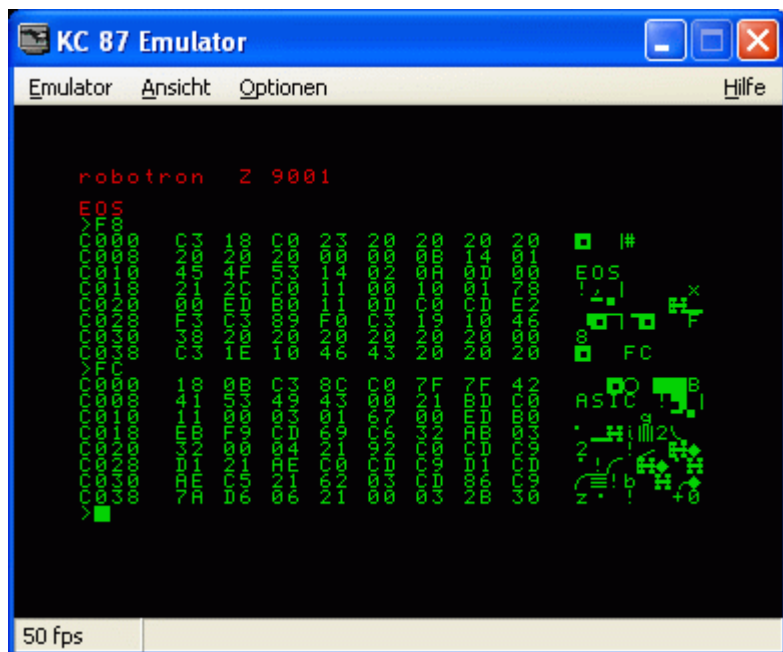 KC 87 Emulator
Emulator Ansicht Optionen Hilfe
robotron Z 9001
EOS
>F8
C000 C3 18 C0 23 20 20 20 20 |#
C008 20 20 20 00 00 0B 14 01
C010 45 4F 53 14 02 0A 0D 00 EOS
C018 21 2C C0 11 00 10 01 78 !, | x
C020 00 ED B0 11 0D C0 CD E2
C028 F3 C3 89 F0 C3 19 10 46 F
C030 38 20 20 20 20 20 20 00 8
C038 C3 1E 10 46 43 20 20 20 FC
>FC
C000 18 0B C3 8C C0 7F 7F 42 B
C008 41 53 49 43 00 21 BD C0 ASIC ! |
C010 11 00 03 01 67 00 ED B0 g
C018 EB F9 CD 69 C6 32 AB 03 i 2
C020 32 00 04 21 92 C0 CD C9 2 !
C028 D1 21 AE C0 CD C9 D1 CD !
C030 AE C5 21 62 03 CD 86 C9 !b
C038 7A D6 06 21 00 03 2B 30 z ! +0
>
50 fps